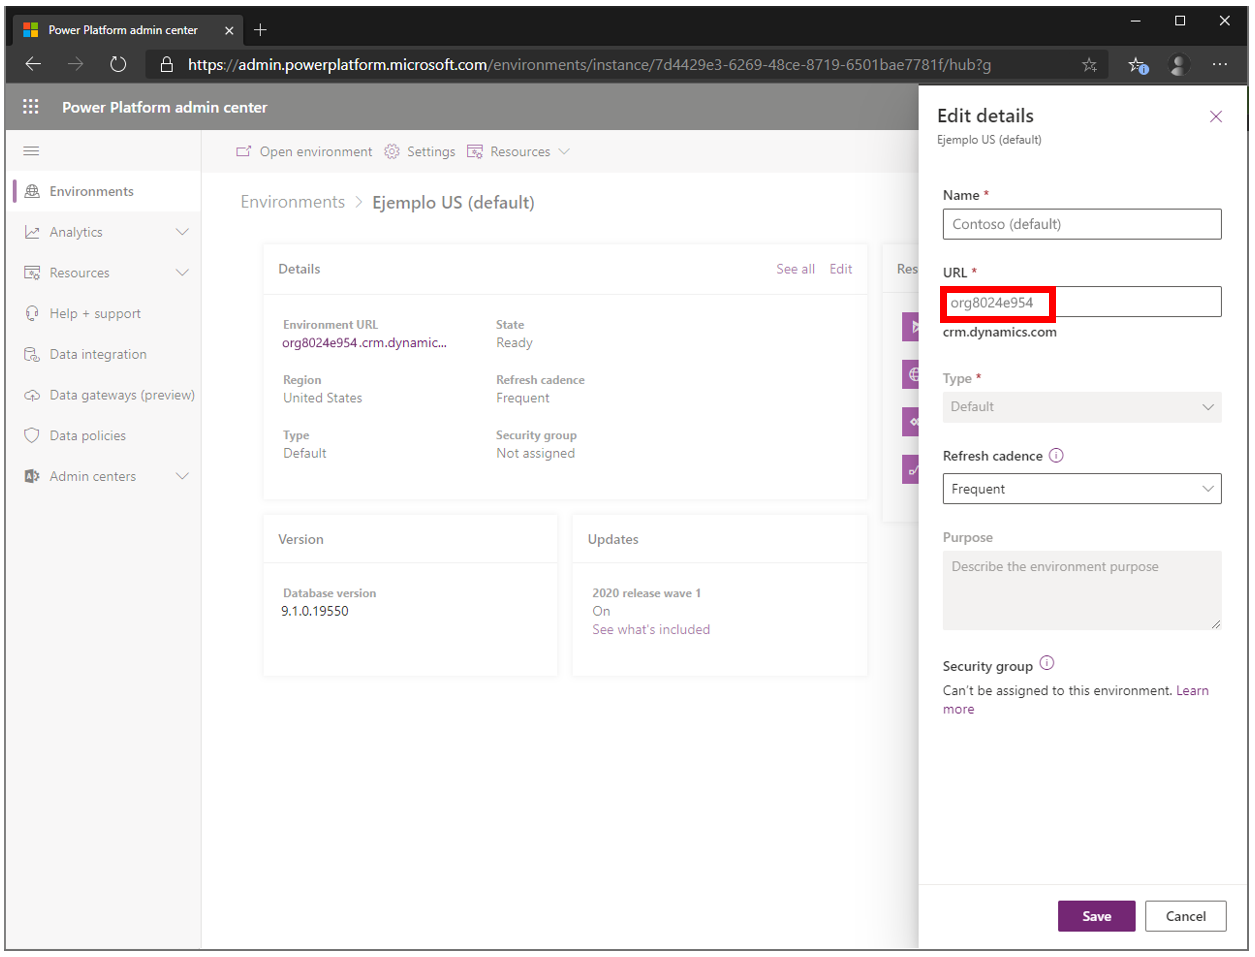 Power Platform admin center
https://admin.powerplatform.microsoft.com/environments/instance/7d4429e3-6269-48ce-8719-6501bae7781f/hub?g
Power Platform admin center
Environments
Analytics
Resources
Help + support
Data integration
Data gateways (preview)
Data policies
Admin centers
Open environment Settings Resources
Environments > Ejemplo US (default)
Details See all Edit
Environment URL
org8024e954.crm.dynamic...
State
Ready
Region
United States
Refresh cadence
Frequent
Type
Default
Security group
Not assigned
Version
Database version
9.1.0.19550
Updates
2020 release wave 1
On
See what's included
Res
Edit details
Ejemplo US (default)
Name *
Contoso (default)
URL *
org8024e954
crm.dynamics.com
Type *
Default
Refresh cadence
Frequent
Purpose
Describe the environment purpose
Security group
Can't be assigned to this environment. Learn
more
Save Cancel